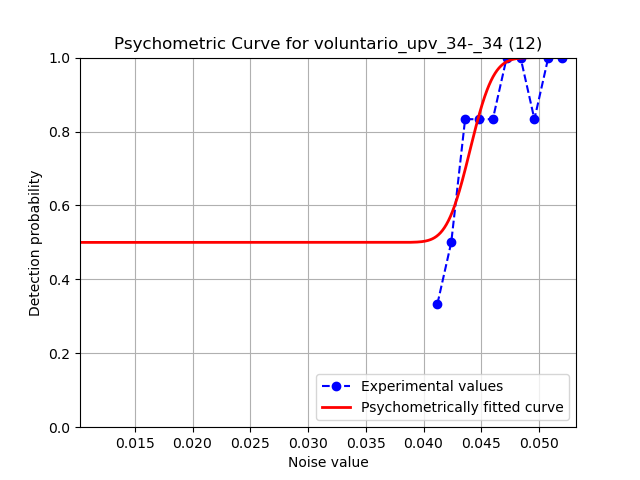 Psychometric Curve for voluntario_upv_34-_34 (12)
1.0
0.8
0.6
0.4
0.2
0.0
Detection probability
Experimental values
Psychometrically fitted curve
0.015 0.020 0.025 0.030 0.035 0.040 0.045 0.050
Noise value